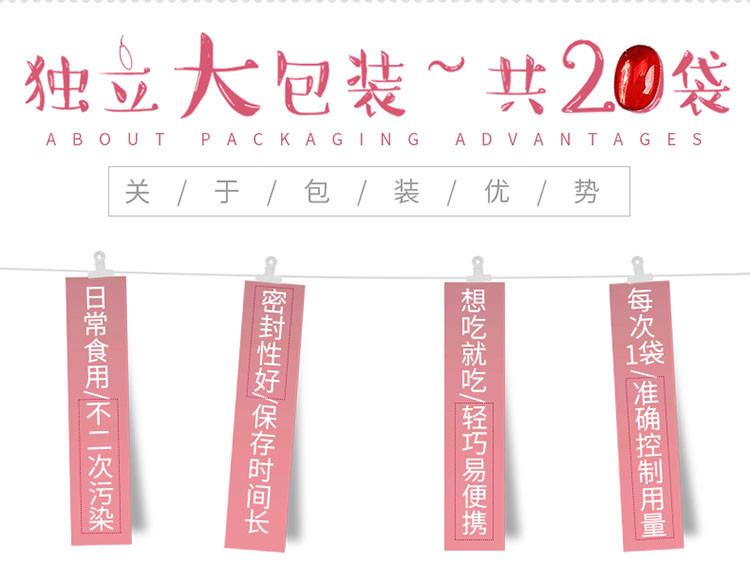 独立大包装~共20袋
ABOUT PACKAGING ADVANTAGES
关/于/包/装/优/势
日常食用/不二次污染
密封性好/保存时间长
想吃就吃/轻巧易便携
每次1袋/准确控制用量